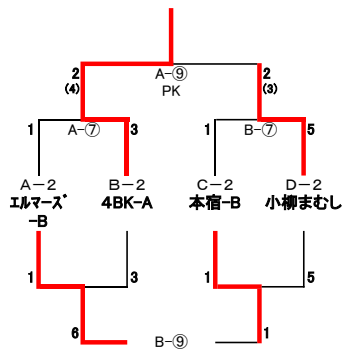 2 A-⑨ 2
(4) PK (3)
1 A-⑦ 3 1 B-⑦ 5
A-2 B-2 C-2 D-2
エルマーズ 4BK-A 本宿-B 小柳まむし
-B
1 3 1 5
6 B-⑨ 1